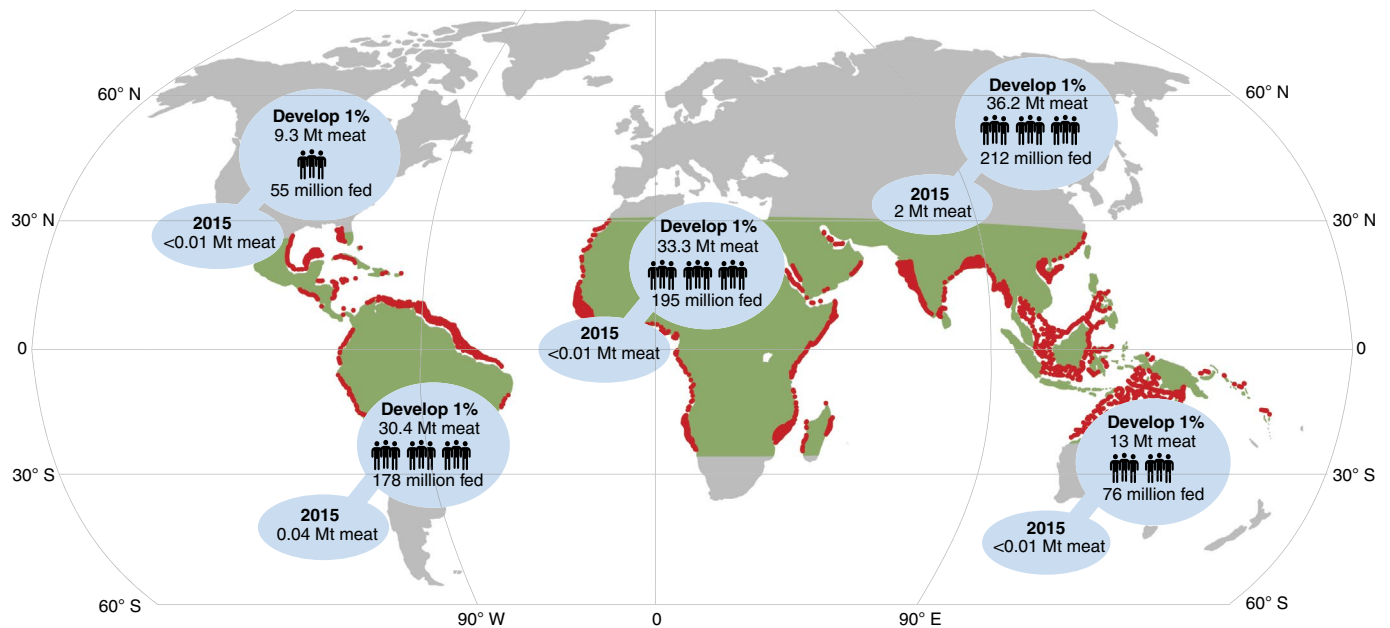 60° N
60° N
Develop 1%
9.3 Mt meat
55 million fed
2015
<0.01 Mt meat
Develop 1%
36.2 Mt meat
212 million fed
2015
2 Mt meat
30° N
30° N
Develop 1%
33.3 Mt meat
195 million fed
2015
<0.01 Mt meat
0
0
Develop 1%
30.4 Mt meat
178 million fed
2015
0.04 Mt meat
Develop 1%
13 Mt meat
76 million fed
2015
<0.01 Mt meat
30° S
30° S
60° S
60° S
90° W
0
90° E